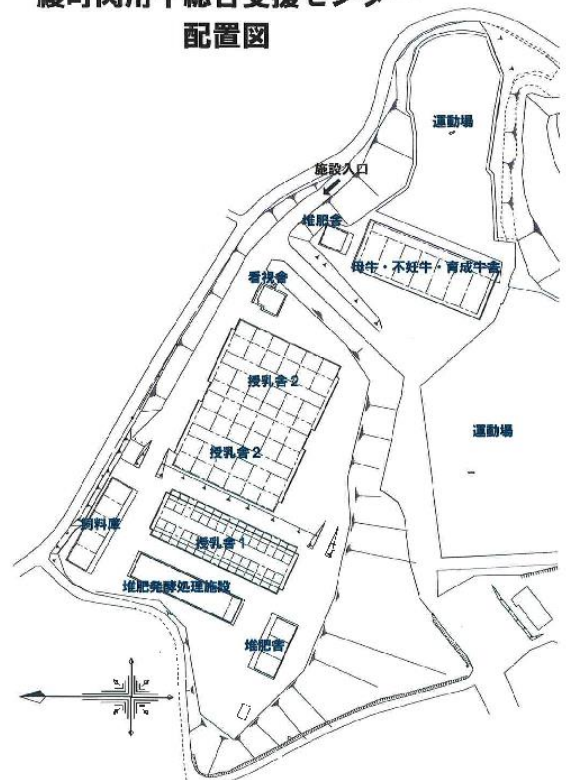 配置図
運動場
施設入口
堆肥舎
母牛・不妊牛・育成牛舎
看視舎
授乳舎2
運動場
授乳舎2
飼料庫
授乳舎1
堆肥発酵処理施設
堆肥舎